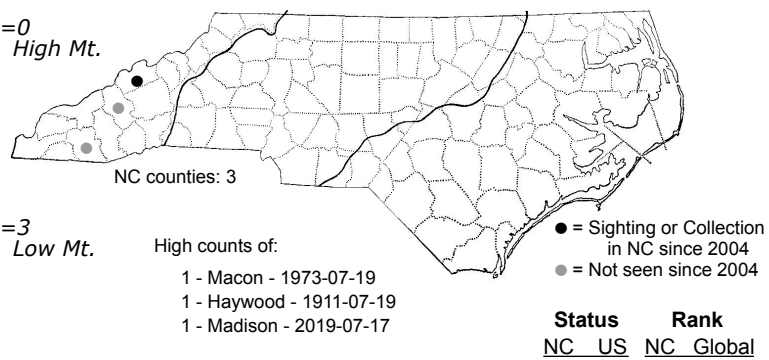 =0
High Mt.
NC counties: 3
=3
Low Mt.
High counts of:
1 - Macon - 1973-07-19
1 - Haywood - 1911-07-19
1 - Madison - 2019-07-17
● = Sighting or Collection
in NC since 2004
● = Not seen since 2004
Status Rank
NC US NC Global